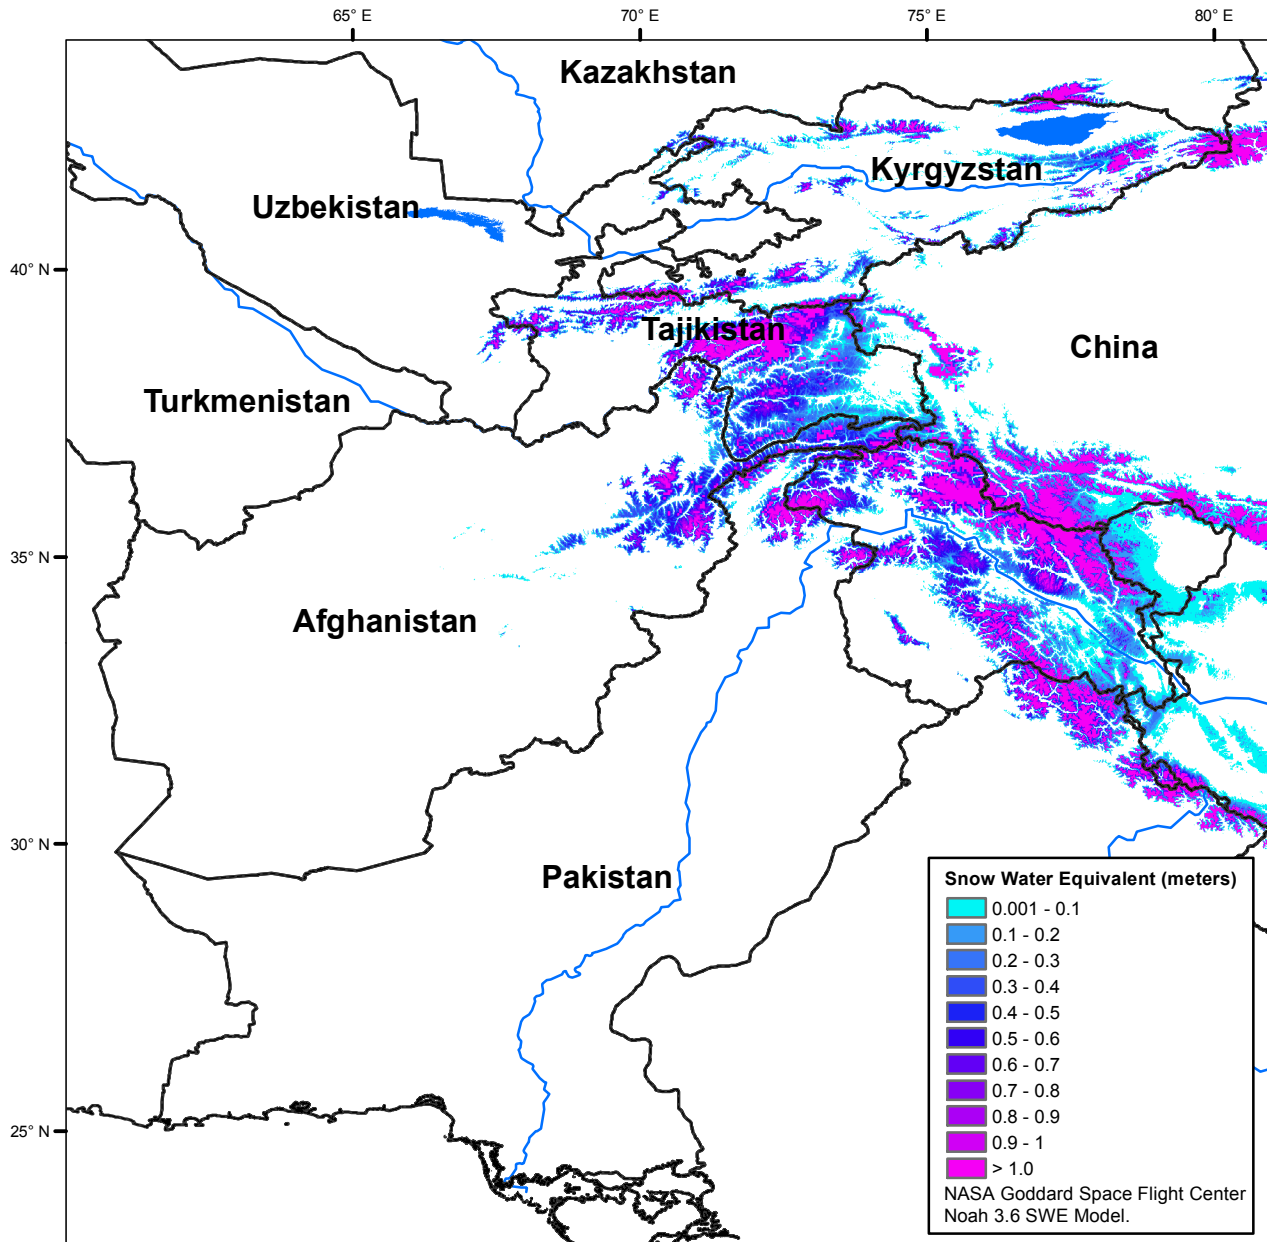 65° E
70° E
75° E
80° E
Kazakhstan
Kyrgyzstan
Uzbekistan
40° N
Tajikistan
China
Turkmenistan
35° N
Afghanistan
30° N
Pakistan
25° N
Snow Water Equivalent (meters)
0.001 - 0.1
0.1 - 0.2
0.2 - 0.3
0.3 - 0.4
0.4 - 0.5
0.5 - 0.6
0.6 - 0.7
0.7 - 0.8
0.8 - 0.9
0.9 - 1
> 1.0
NASA Goddard Space Flight Center
Noah 3.6 SWE Model.